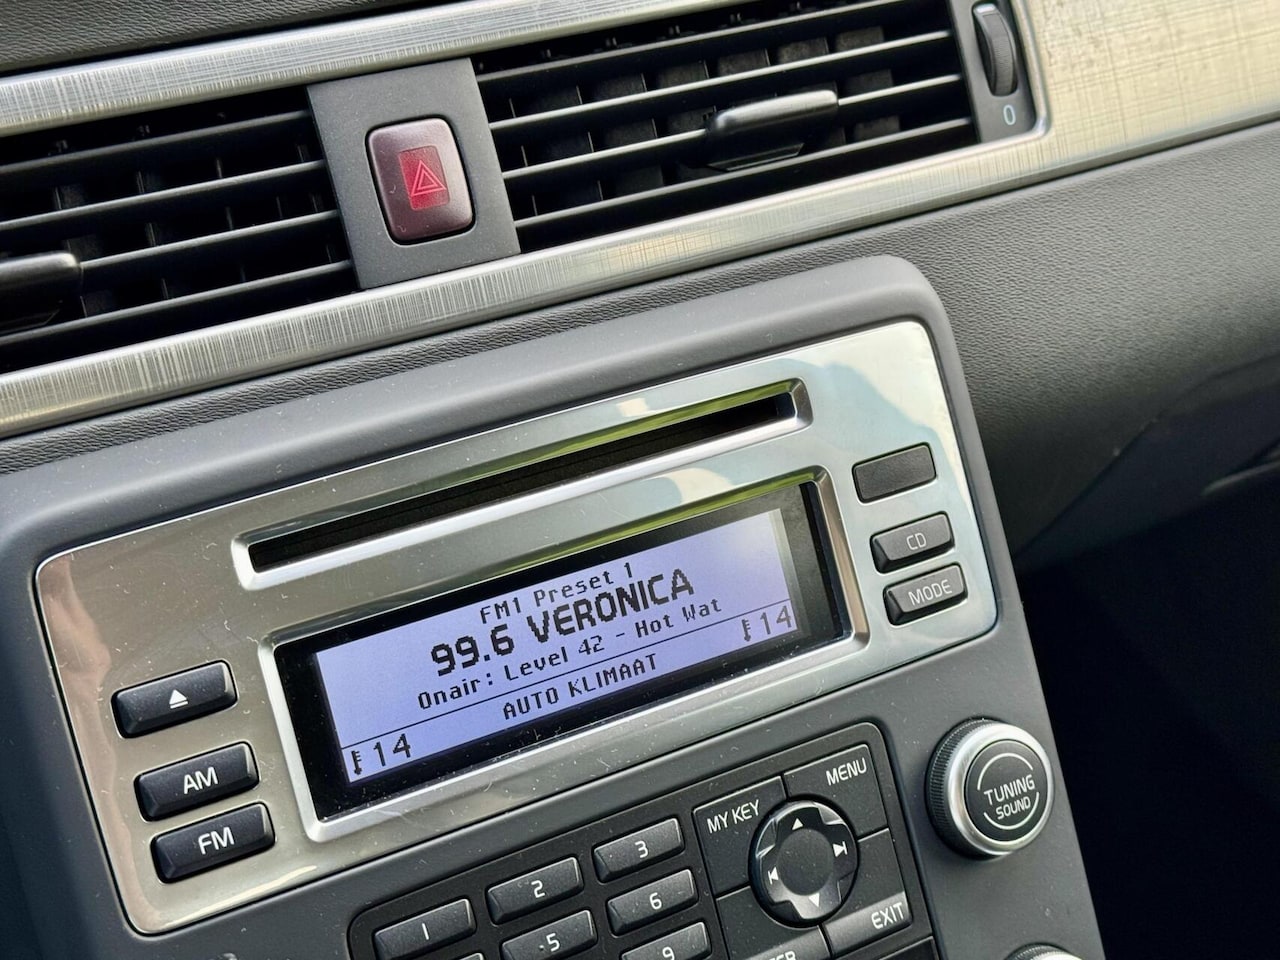 0
FM1 Preset 1
99.6 VERONICA
Onair: Level 42 - Hot Wat
14
14
AUTO KLIMAAT
CD
MODE
AM
FM
TUNING
SOUND
MY KEY
MENU
EXIT
1
2
3
5
6
9